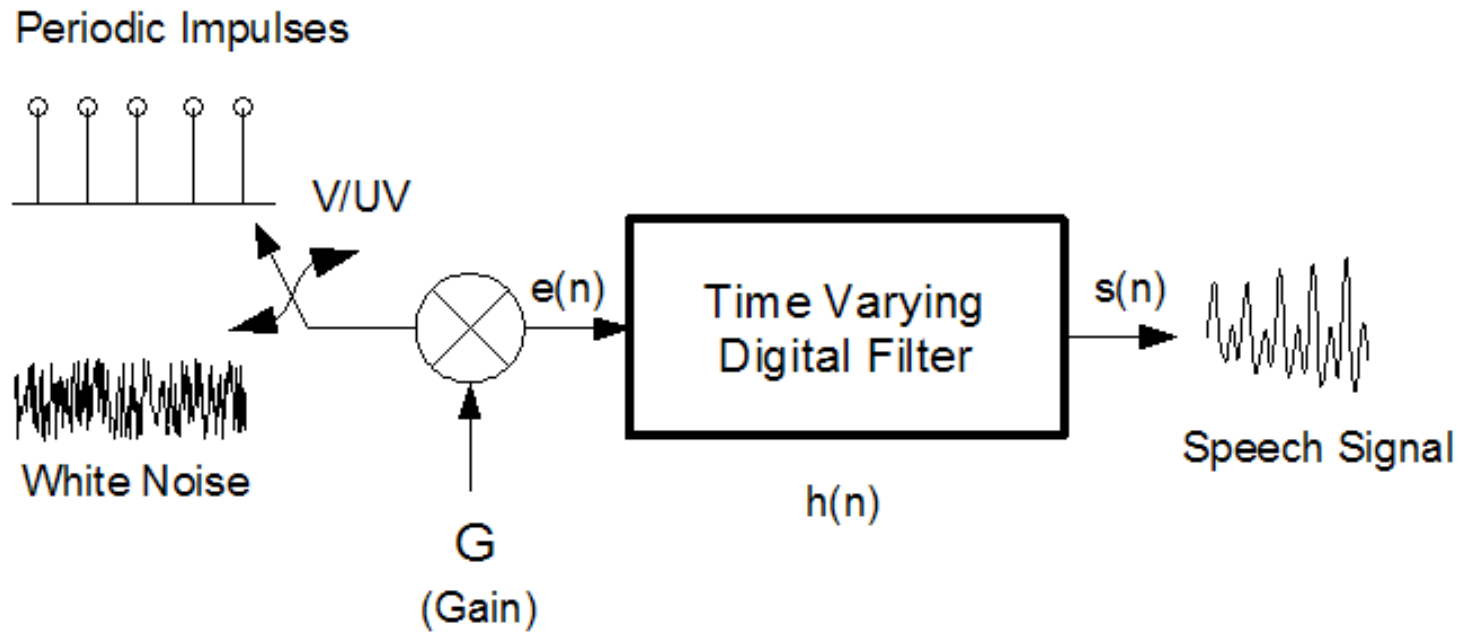 Periodic Impulses
V/UV
White Noise
G
(Gain)
e(n)
Time Varying
Digital Filter
h(n)
s(n)
Speech Signal